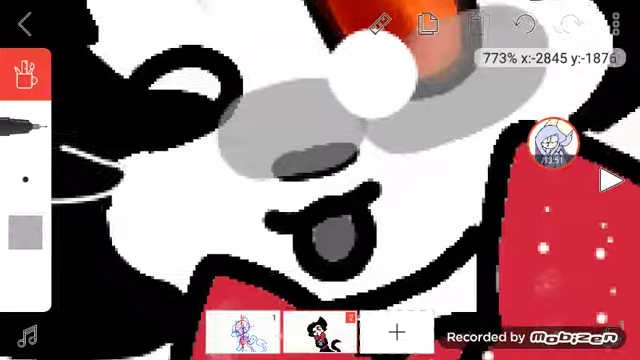 773% x:-2845 y:-1876
/13:51
1
2
Recorded by mobizen